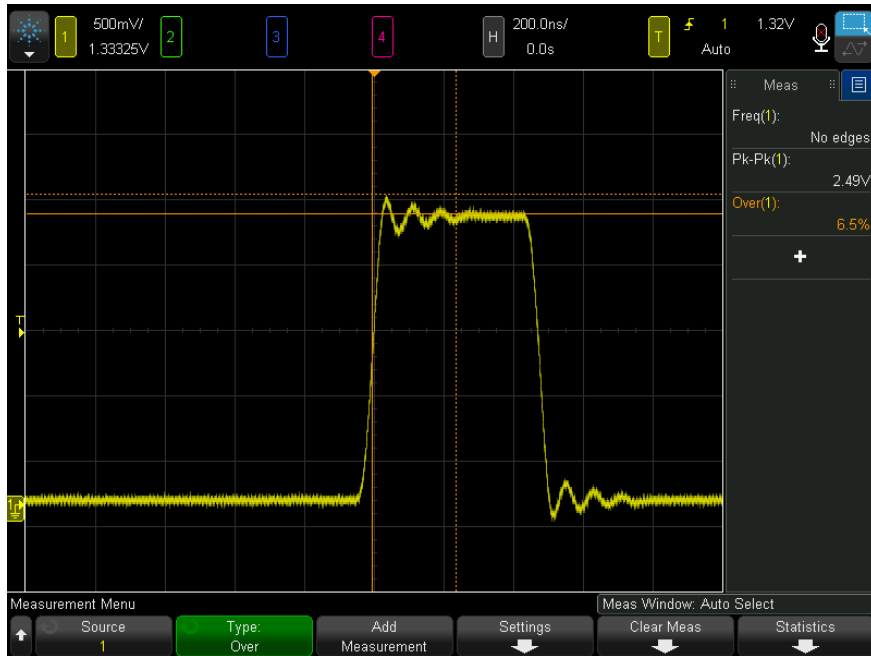 1 500mV/ 2 3 4 H 200.0ns/ T 1 1.32V
1.33325V 0.0s Auto
Meas
Freq(1):
No edges
Pk-Pk(1):
2.49V
Over(1):
6.5%
+
T
1
Measurement Menu Meas Window: Auto Select
Source Type: Add Settings Clear Meas Statistics
1 Over Measurement